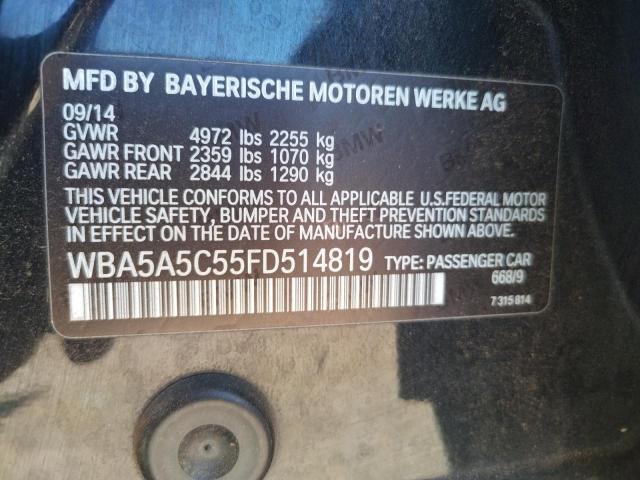 MFD BY BAYERISCHE MOTOREN WERKE AG
09/14
GVWR 4972 lbs 2255 kg
GAWR FRONT 2359 lbs 1070 kg
GAWR REAR 2844 lbs 1290 kg
THIS VEHICLE CONFORMS TO ALL APPLICABLE U.S.FEDERAL MOTOR
VEHICLE SAFETY, BUMPER AND THEFT PREVENTION STANDARDS
IN EFFECT ON THE DATE OF MANUFACTURE SHOWN ABOVE.
WBA5A5C55FD514819 TYPE: PASSENGER CAR
668/9
7 315 814
BMW